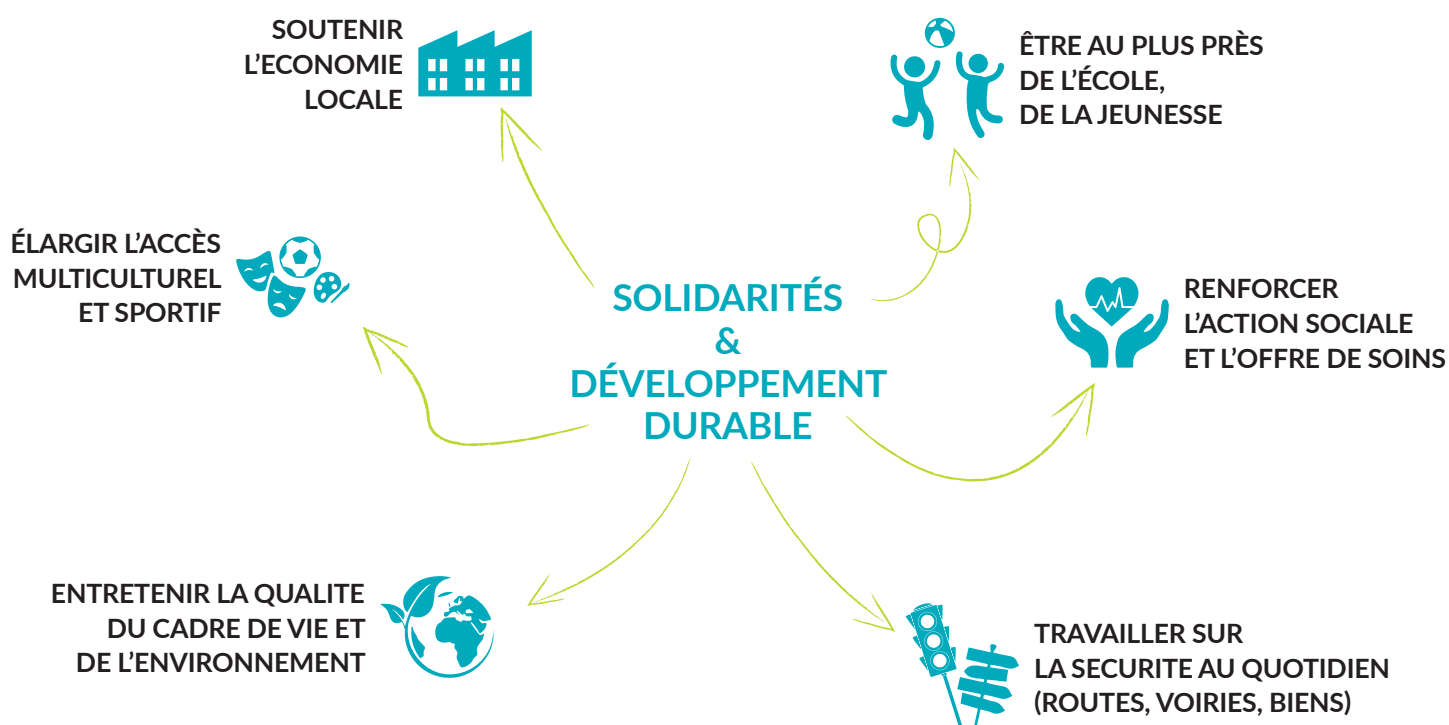 SOUTENIR
L'ECONOMIE
LOCALE
ÊTRE AU PLUS PRÈS
DE L'ÉCOLE,
DE LA JEUNESSE
ÉLARGIR L'ACCÈS
MULTICULTUREL
ET SPORTIF
SOLIDARITÉS
&
DÉVELOPPEMENT
DURABLE
RENFORCER
L'ACTION SOCIALE
ET L'OFFRE DE SOINS
ENTRETENIR LA QUALITE
DU CADRE DE VIE ET
DE L'ENVIRONNEMENT
TRAVAILLER SUR
LA SECURITE AU QUOTIDIEN
(ROUTES, VOIRIES, BIENS)